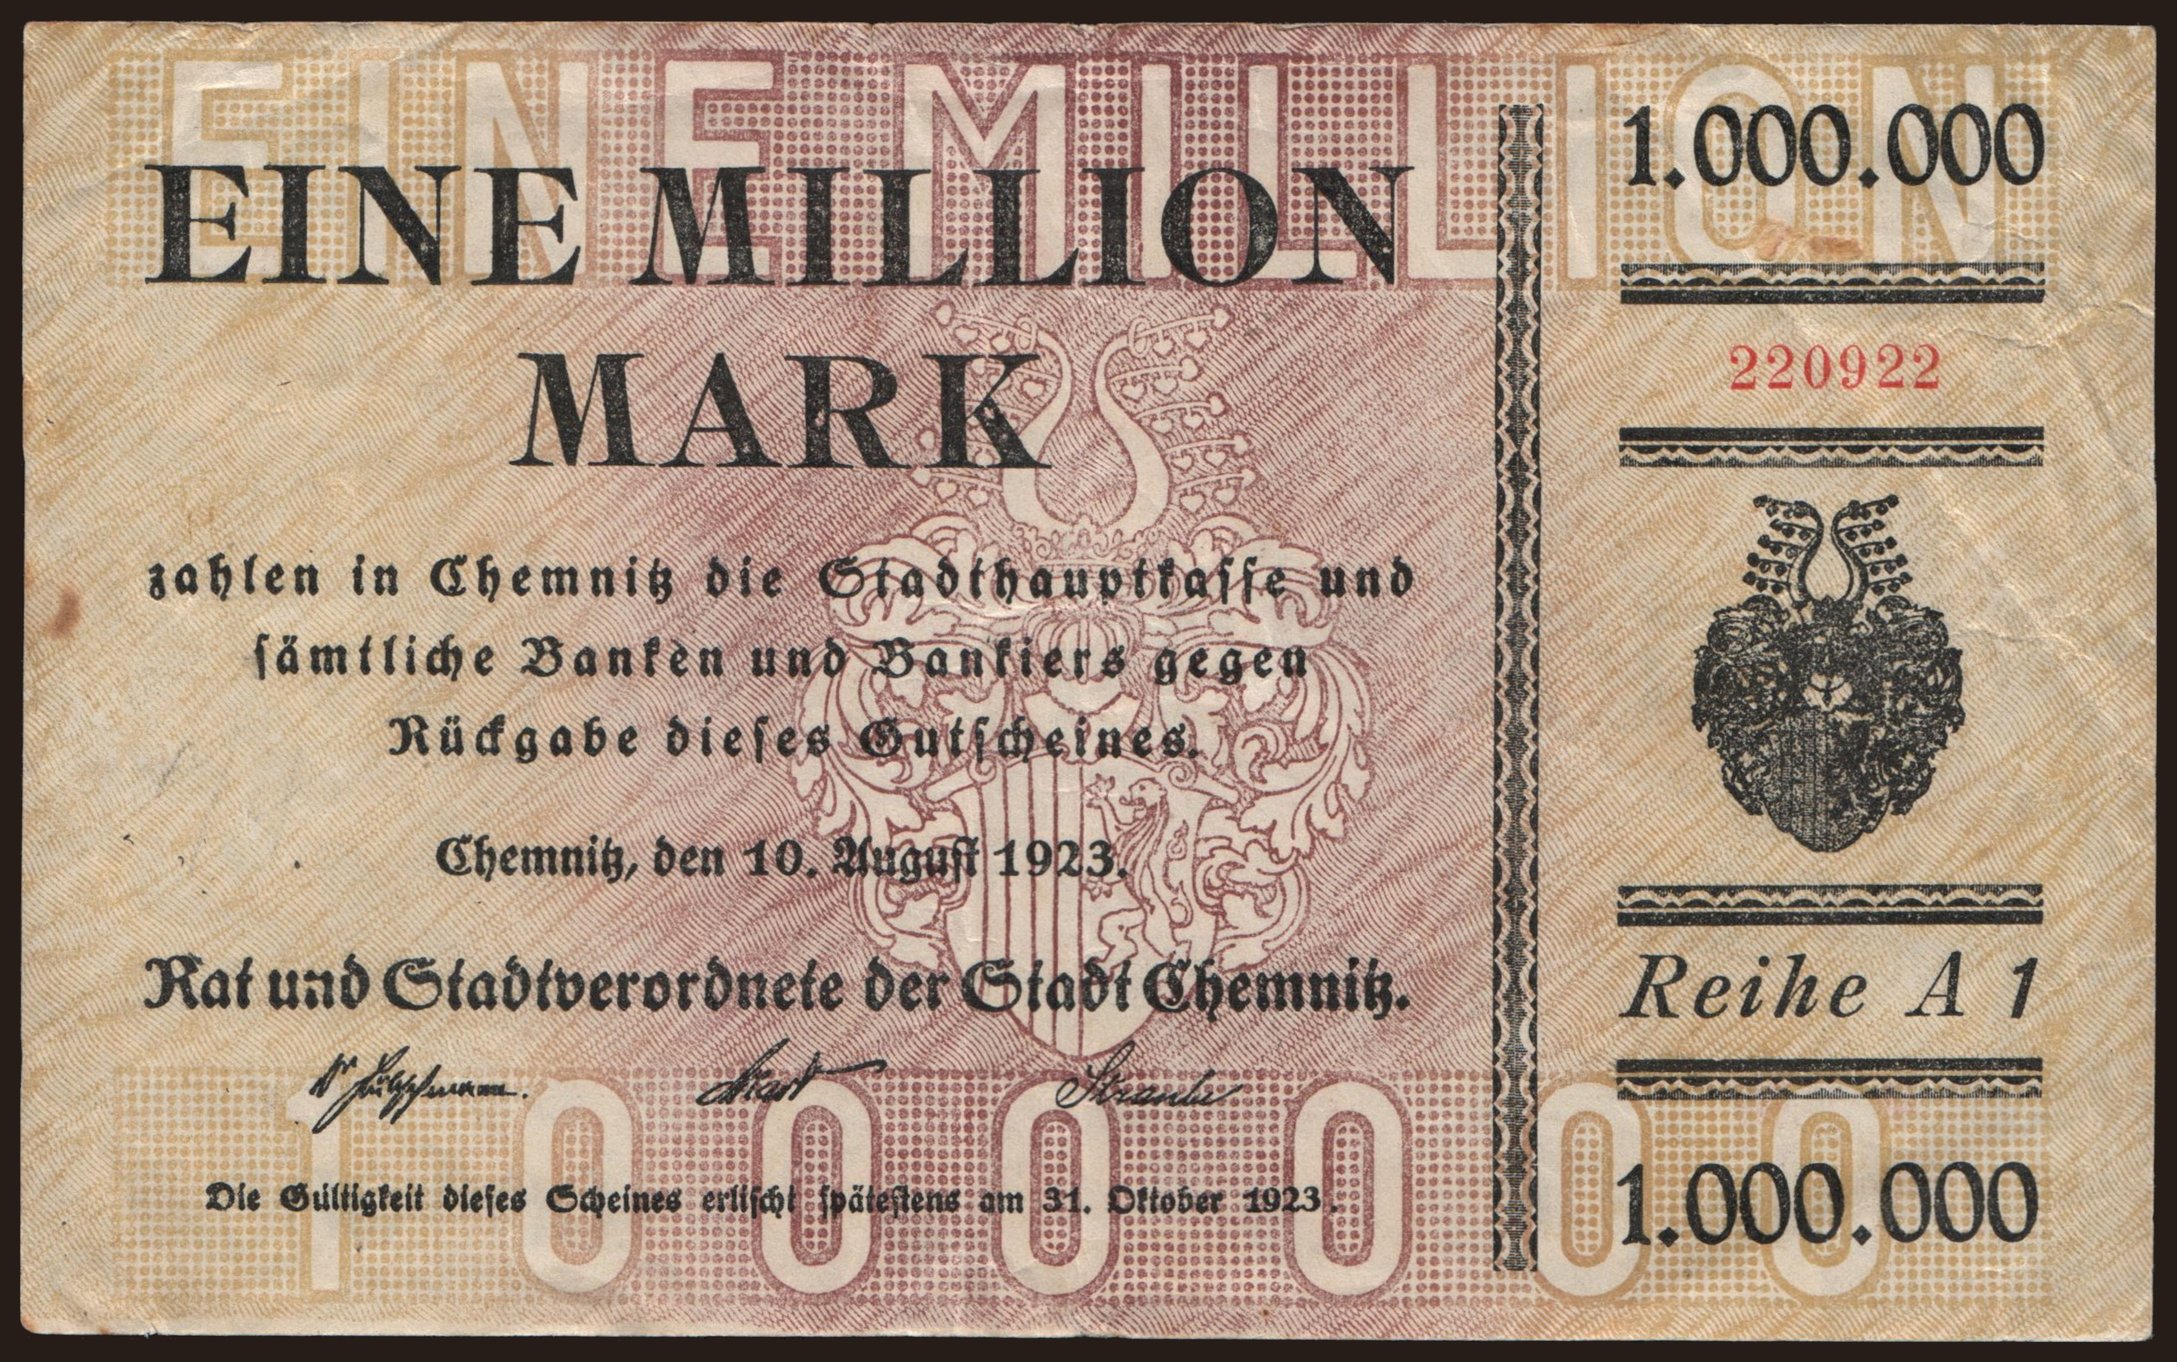 EINE MILLION
EINE MILLION
MARK
zahlen in Chemnitz die Stadthauptkasse und
sämtliche Banken und Bankiers gegen
Rückgabe dieses Gutscheines.
Chemnitz, den 10. August 1923.
Rat und Stadtverordnete der Stadt Chemnitz.
1000000
Die Gültigkeit dieses Scheines erlischt spätestens am 31. Oktober 1923.
1.000.000
220922
Reihe A 1
1.000.000